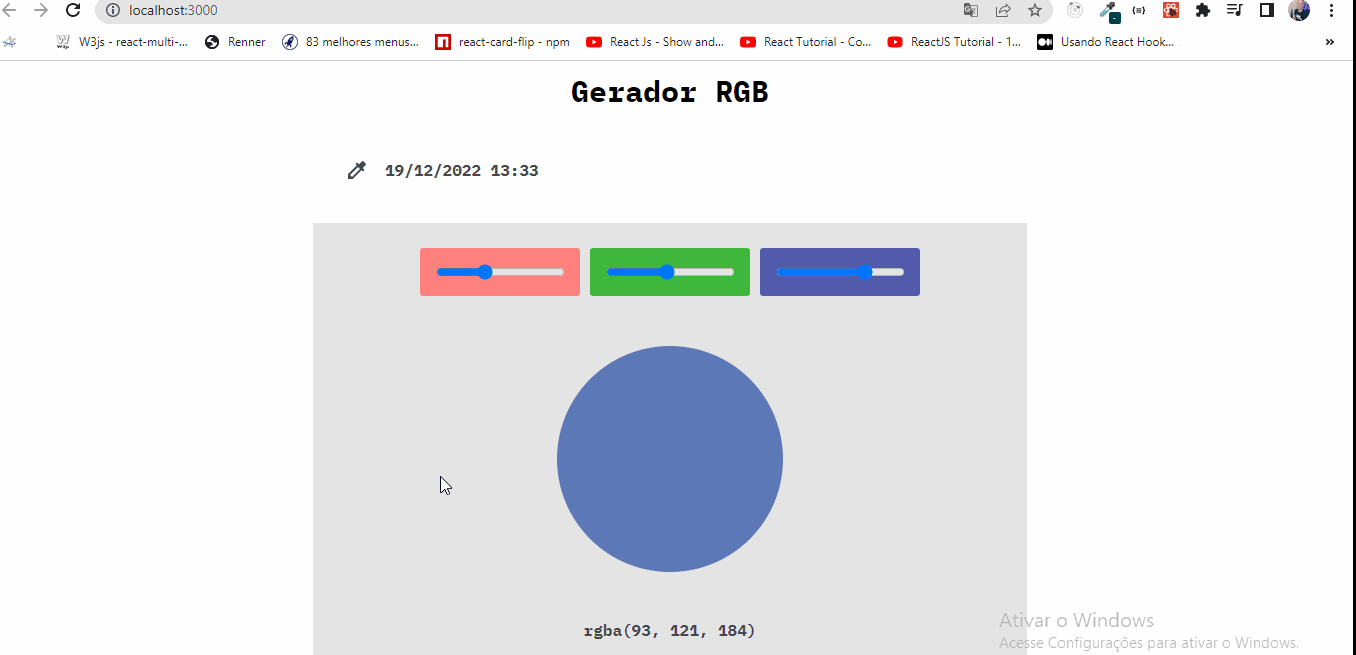 localhost:3000
W3js - react-multi-... Renner 83 melhores menus... react-card-flip - npm React Js - Show and... React Tutorial - Co... ReactJS Tutorial - 1... Usando React Hook... »
Gerador RGB
19/12/2022 13:33
rgba(93, 121, 184)
Ativar o Windows
Acesse Configurações para ativar o Windows.